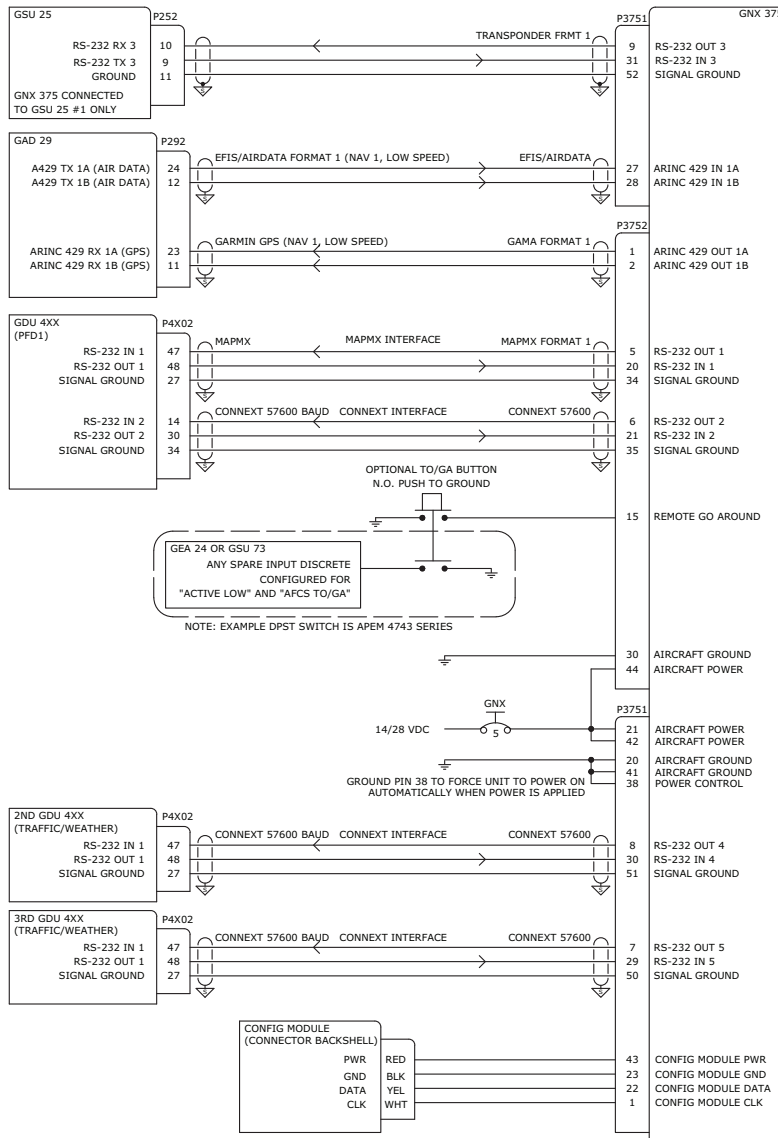 GSU 25
P252
P3751
GNX 375
TRANSPONDER FRMT 1
RS-232 RX 3 10 9 RS-232 OUT 3
RS-232 TX 3 9 31 RS-232 IN 3
GROUND 11 52 SIGNAL GROUND
GNX 375 CONNECTED
TO GSU 25 #1 ONLY
5 5
GAD 29
P292
EFIS/AIRDATA FORMAT 1 (NAV 1, LOW SPEED) EFIS/AIRDATA
A429 TX 1A (AIR DATA) 24 27 ARINC 429 IN 1A
A429 TX 1B (AIR DATA) 12 28 ARINC 429 IN 1B
5 5
P3752
GARMIN GPS (NAV 1, LOW SPEED) GAMA FORMAT 1
ARINC 429 RX 1A (GPS) 23 1 ARINC 429 OUT 1A
ARINC 429 RX 1B (GPS) 11 2 ARINC 429 OUT 1B
5 5
GDU 4XX
(PFD1)
P4X02
MAPMX MAPMX INTERFACE MAPMX FORMAT 1
RS-232 IN 1 47 5 RS-232 OUT 1
RS-232 OUT 1 48 20 RS-232 IN 1
SIGNAL GROUND 27 34 SIGNAL GROUND
5 5
CONNEXT 57600 BAUD CONNEXT INTERFACE CONNEXT 57600
RS-232 IN 2 14 6 RS-232 OUT 2
RS-232 OUT 2 30 21 RS-232 IN 2
SIGNAL GROUND 34 35 SIGNAL GROUND
5 5
OPTIONAL TO/GA BUTTON
N.O. PUSH TO GROUND
15 REMOTE GO AROUND
GEA 24 OR GSU 73
ANY SPARE INPUT DISCRETE
CONFIGURED FOR
"ACTIVE LOW" AND "AFCS TO/GA"
NOTE: EXAMPLE DPST SWITCH IS APEM 4743 SERIES
30 AIRCRAFT GROUND
44 AIRCRAFT POWER
GNX
P3751
14/28 VDC 5 21 AIRCRAFT POWER
42 AIRCRAFT POWER
20 AIRCRAFT GROUND
41 AIRCRAFT GROUND
38 POWER CONTROL
GROUND PIN 38 TO FORCE UNIT TO POWER ON
AUTOMATICALLY WHEN POWER IS APPLIED
2ND GDU 4XX
(TRAFFIC/WEATHER)
P4X02
CONNEXT 57600 BAUD CONNEXT INTERFACE CONNEXT 57600
RS-232 IN 1 47 8 RS-232 OUT 4
RS-232 OUT 1 48 30 RS-232 IN 4
SIGNAL GROUND 27 51 SIGNAL GROUND
5 5
3RD GDU 4XX
(TRAFFIC/WEATHER)
P4X02
CONNEXT 57600 BAUD CONNEXT INTERFACE CONNEXT 57600
RS-232 IN 1 47 7 RS-232 OUT 5
RS-232 OUT 1 48 29 RS-232 IN 5
SIGNAL GROUND 27 50 SIGNAL GROUND
5 5
CONFIG MODULE
(CONNECTOR BACKSHELL)
PWR RED 43 CONFIG MODULE PWR
GND BLK 23 CONFIG MODULE GND
DATA YEL 22 CONFIG MODULE DATA
CLK WHT 1 CONFIG MODULE CLK